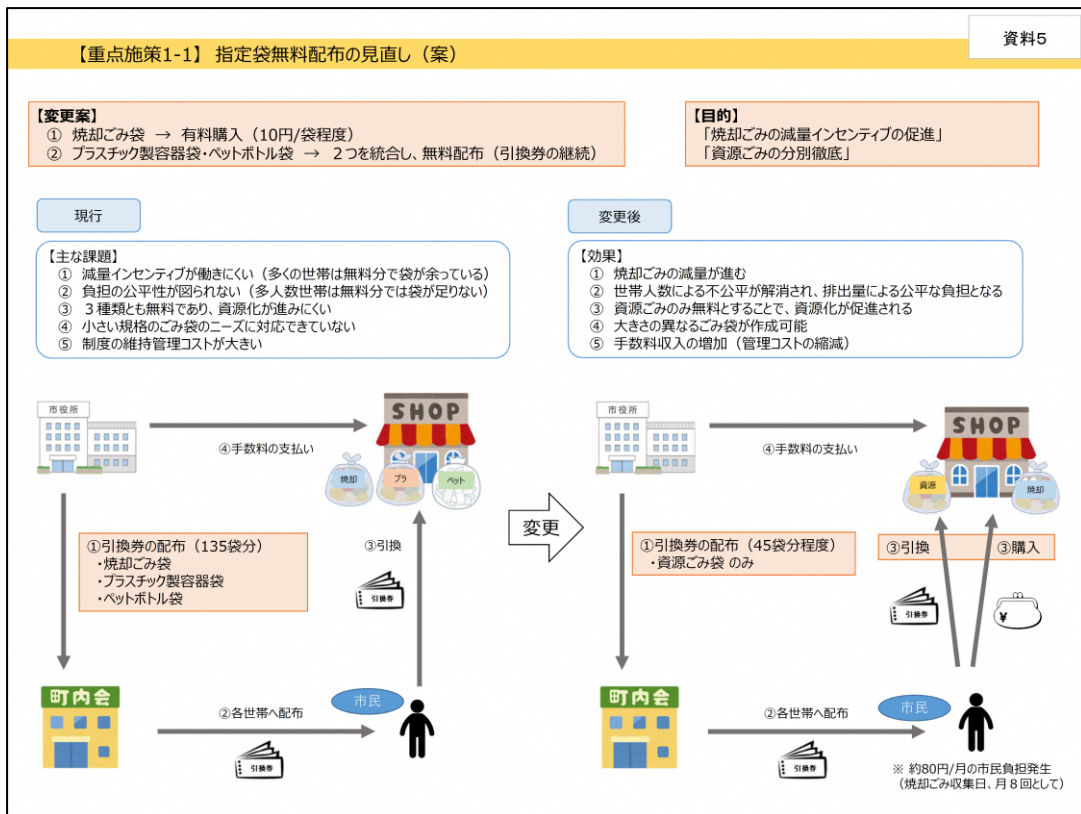 資料５
【重点施策1-1】 指定袋無料配布の見直し（案）
【変更案】
① 焼却ごみ袋 → 有料購入（10円/袋程度）
② プラスチック製容器袋・ペットボトル袋 → ２つを統合し、無料配布（引換券の継続）
【目的】
「焼却ごみの減量インセンティブの促進」
「資源ごみの分別徹底」
現行
【主な課題】
① 減量インセンティブが働きにくい（多くの世帯は無料分で袋が余っている）
② 負担の公平性が図られない（多人数世帯は無料分では袋が足りない）
③ ３種類とも無料であり、資源化が進みにくい
④ 小さい規格のごみ袋のニーズに対応できていない
⑤ 制度の維持管理コストが大きい
変更後
【効果】
① 焼却ごみの減量が進む
② 世帯人数による不公平が解消され、排出量による公平な負担となる
③ 資源ごみのみ無料とすることで、資源化が促進される
④ 大きさの異なるごみ袋が作成可能
⑤ 手数料収入の増加（管理コストの縮減）
市役所
④手数料の支払い
SHOP
焼却
プラ
ペット
①引換券の配布（135袋分）
・焼却ごみ袋
・プラスチック製容器袋
・ペットボトル袋
③引換
引換券
町内会
②各世帯へ配布
引換券
市民
変更
市役所
④手数料の支払い
SHOP
資源
焼却
①引換券の配布（45袋分程度）
・資源ごみ袋 のみ
③引換
③購入
引換券
¥
町内会
②各世帯へ配布
引換券
市民
※ 約80円/月の市民負担発生
（焼却ごみ収集日、月８回として）